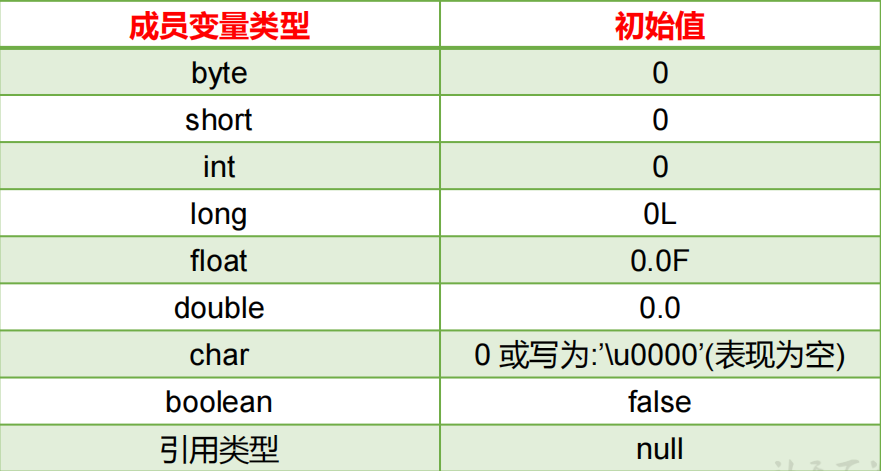 成员变量类型 初始值
byte 0
short 0
int 0
long 0L
float 0.0F
double 0.0
char 0 或写为:’\u0000’(表现为空)
boolean false
引用类型 null